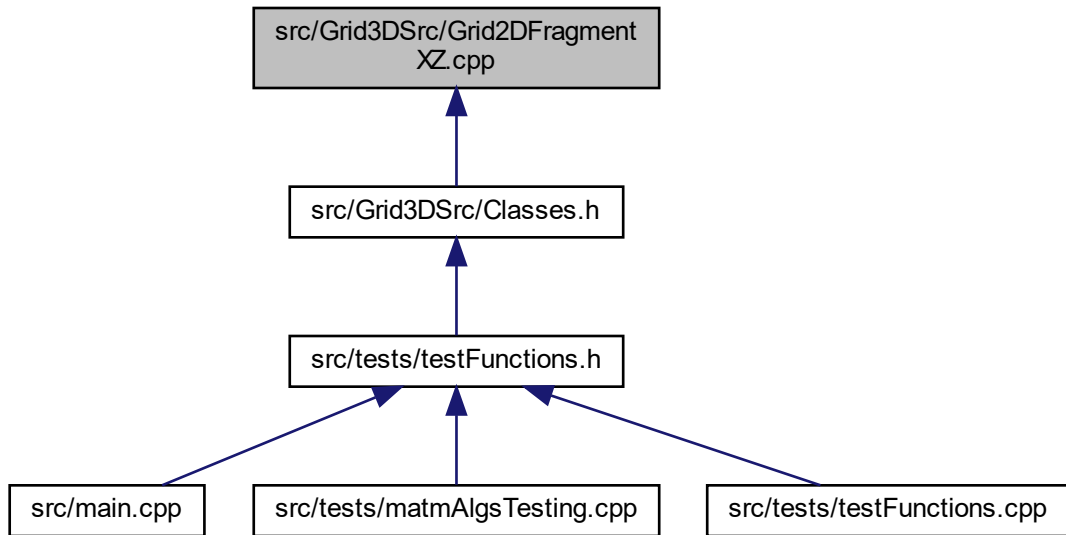 src/Grid3DSrc/Grid2DFragment
XZ.cpp
src/Grid3DSrc/Classes.h
src/tests/testFunctions.h
src/main.cpp
src/tests/matmAlgsTesting.cpp
src/tests/testFunctions.cpp